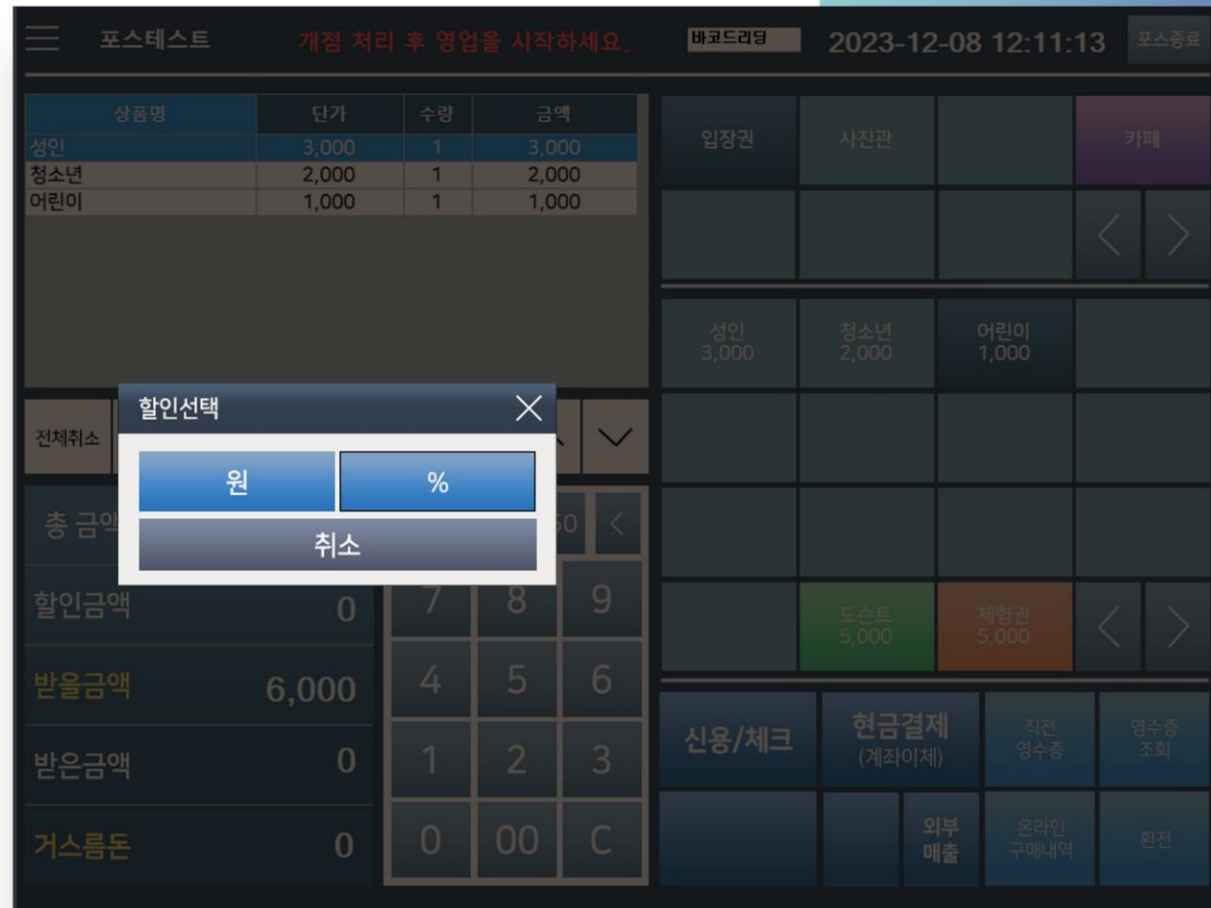 포스테스트
개점 처리 후 영업을 시작하세요.
바코드리딩
2023-12-08 12:11:13
포스종료
상품명 단가 수량 금액
성인 3,000 1 3,000
청소년 2,000 1 2,000
어린이 1,000 1 1,000
입장권
사진관
카페
성인
3,000
청소년
2,000
어린이
1,000
도슨트
5,000
체험권
5,000
전체취소
할인선택
원
%
취소
총 금액
할인금액 0
받을금액 6,000
받은금액 0
거스름돈 0
7 8 9
4 5 6
1 2 3
0 00 C
신용/체크
현금결제
(계좌이체)
직전
영수증
영수증
조회
외부
매출
온라인
구매내역
환전